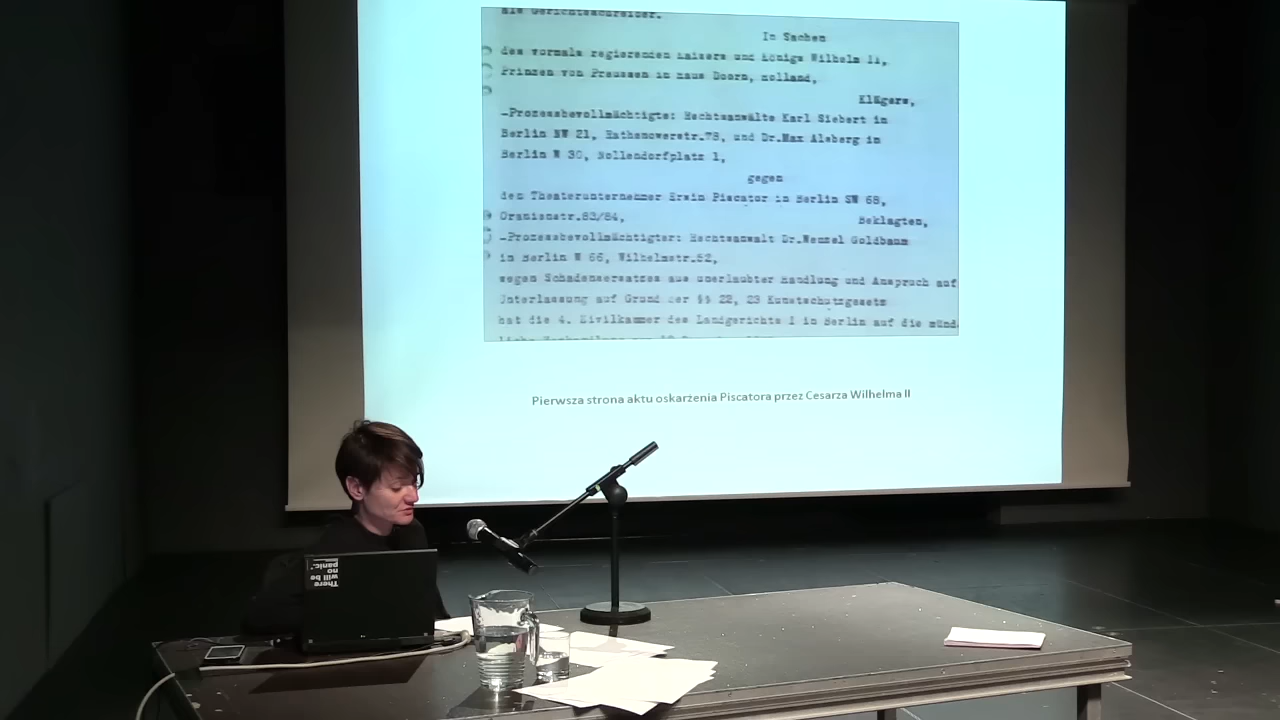 als Gerichtsschreiber.
In Sachen
des vormals regierenden Kaisers und Königs Wilhelm II,
Prinzen von Preussen in Haus Doorn, Holland,
Klägers,
-Prozessbevollmächtigte: Rechtsanwälte Karl Siebert in
Berlin NW 21, Rathenowerstr.78, und Dr.Max Alsberg in
Berlin W 30, Nollendorfplatz 1,
gegen
den Theaterunternehmer Erwin Piscator in Berlin SW 68,
Oranienstr.83/84,
Beklagten,
-Prozessbevollmächtigter: Rechtsanwalt Dr.Wenzel Goldbaum
in Berlin W 66, Wilhelmstr.52,
wegen Schadensersatzes aus unerlaubter Handlung und Anspruch auf
Unterlassung auf Grund der §§ 22, 23 Kunstschutzgesetz
hat die 4. Zivilkammer des Landgerichts I in Berlin auf die münd
Pierwsza strona aktu oskarżenia Piscatora przez Cesarza Wilhelma II
There
will be
no
panic.